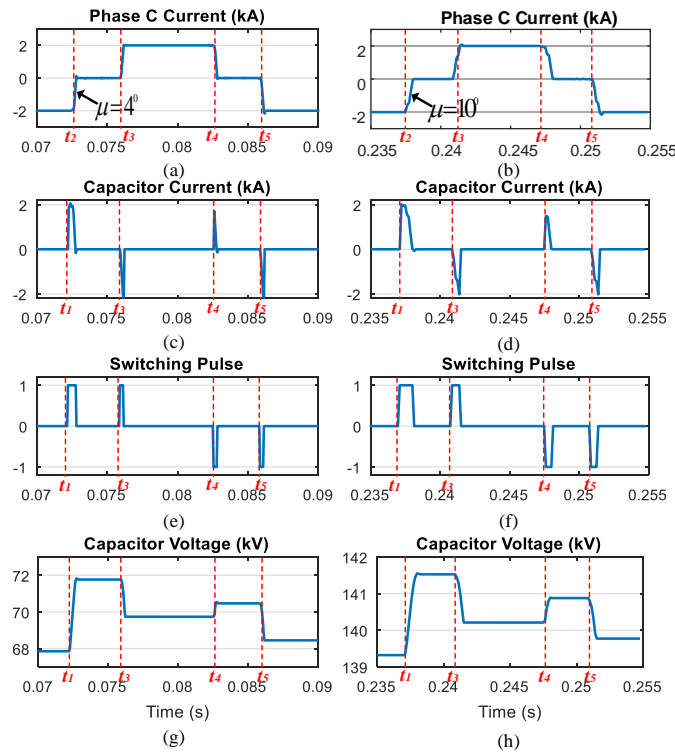 Phase C Current (kA)
2
0
-2
μ=4⁰
t₂
t₃
t₄
t₅
0.07
0.075
0.08
0.085
0.09
(a)
Phase C Current (kA)
2
0
-2
μ=10⁰
t₂
t₃
t₄
t₅
0.235
0.24
0.245
0.25
0.255
(b)
Capacitor Current (kA)
2
0
-2
t₁
t₃
t₄
t₅
0.07
0.075
0.08
0.085
0.09
(c)
Capacitor Current (kA)
2
0
-2
t₁
t₃
t₄
t₅
0.235
0.24
0.245
0.25
0.255
(d)
Switching Pulse
1
0
-1
t₁
t₃
t₄
t₅
0.07
0.075
0.08
0.085
0.09
(e)
Switching Pulse
1
0
-1
t₁
t₃
t₄
t₅
0.235
0.24
0.245
0.25
0.255
(f)
Capacitor Voltage (kV)
72
70
68
t₁
t₃
t₄
t₅
0.07
0.075
0.08
0.085
0.09
Time (s)
(g)
Capacitor Voltage (kV)
142
141
140
139
t₁
t₃
t₄
t₅
0.235
0.24
0.245
0.25
0.255
Time (s)
(h)